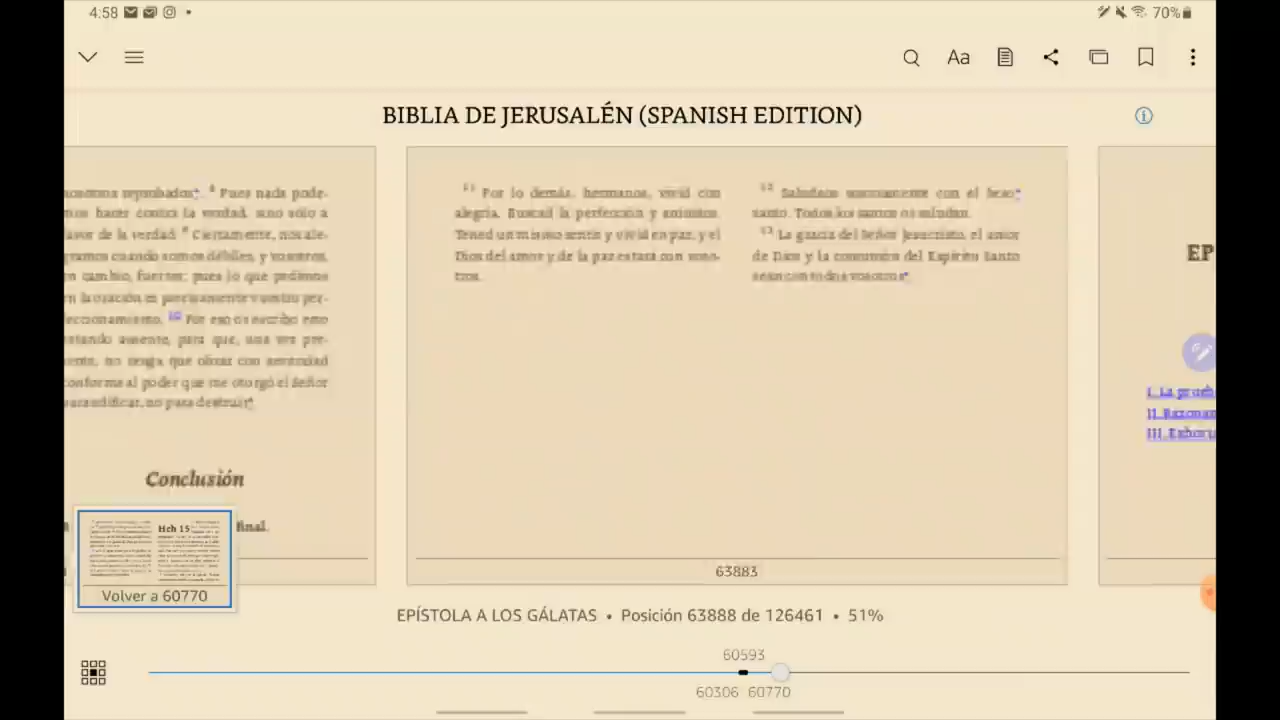 4:58
70%
Aa
BIBLIA DE JERUSALÉN (SPANISH EDITION)
nosotros reprobados*. 8 Pues nada pode-
mos hacer contra la verdad, sino sólo a
favor de la verdad. 9 Ciertamente, nos ale-
gramos cuando somos débiles, y vosotros,
en cambio, fuertes; pues lo que pedimos
en la oración es precisamente vuestro per-
feccionamiento. 10 Por eso os escribo esto
estando ausente, para que, una vez pre-
sente, no tenga que obrar con severidad
conforme al poder que me otorgó el Señor
para edificar, no para destruir*.
Conclusión
final.
11 Por lo demás, hermanos, vivid con
alegría. Buscad la perfección y animaos.
Tened un mismo sentir y vivid en paz, y el
Dios del amor y de la paz estará con voso-
tros.
12 Saludaos mutuamente con el beso*
santo. Todos los santos os saludan.
13 La gracia del Señor Jesucristo, el amor
de Dios y la comunión del Espíritu Santo
sean con todos vosotros*.
63883
EP
I. La
II. Razonam
III. Exhorta
Hch 15
Volver a 60770
EPÍSTOLA A LOS GÁLATAS • Posición 63888 de 126461 • 51%
60593
60306 60770